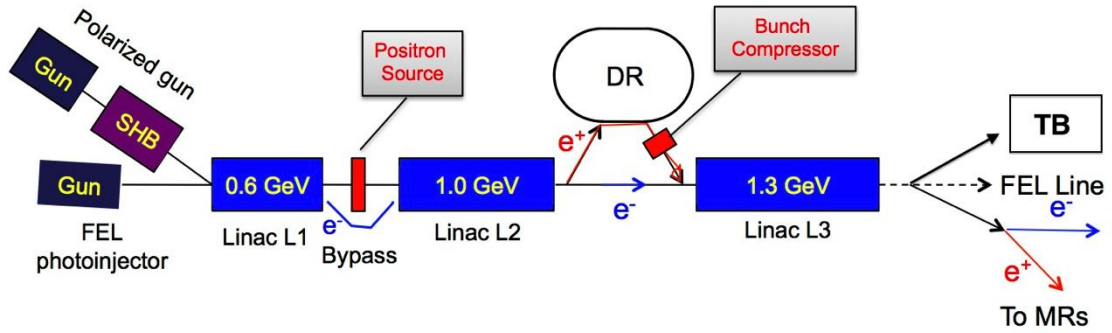 Polarized gun
Gun
SHB
Gun
FEL
photoinjector
0.6 GeV
Linac L1
Positron
Source
e-
Bypass
1.0 GeV
Linac L2
DR
e+
Bunch
Compressor
e-
1.3 GeV
Linac L3
TB
FEL Line
e-
e+
To MRs